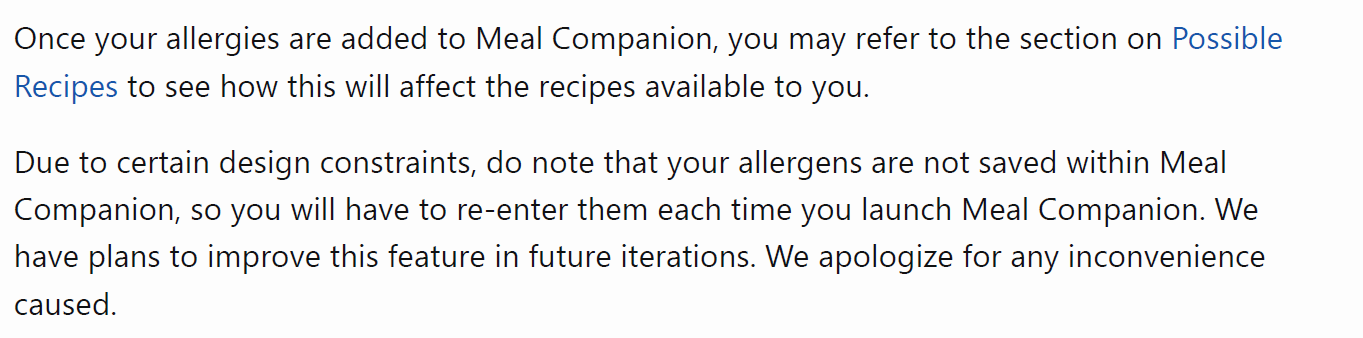 Once your allergies are added to Meal Companion, you may refer to the section on Possible
Recipes to see how this will affect the recipes available to you.
Due to certain design constraints, do note that your allergens are not saved within Meal
Companion, so you will have to re-enter them each time you launch Meal Companion. We
have plans to improve this feature in future iterations. We apologize for any inconvenience
caused.